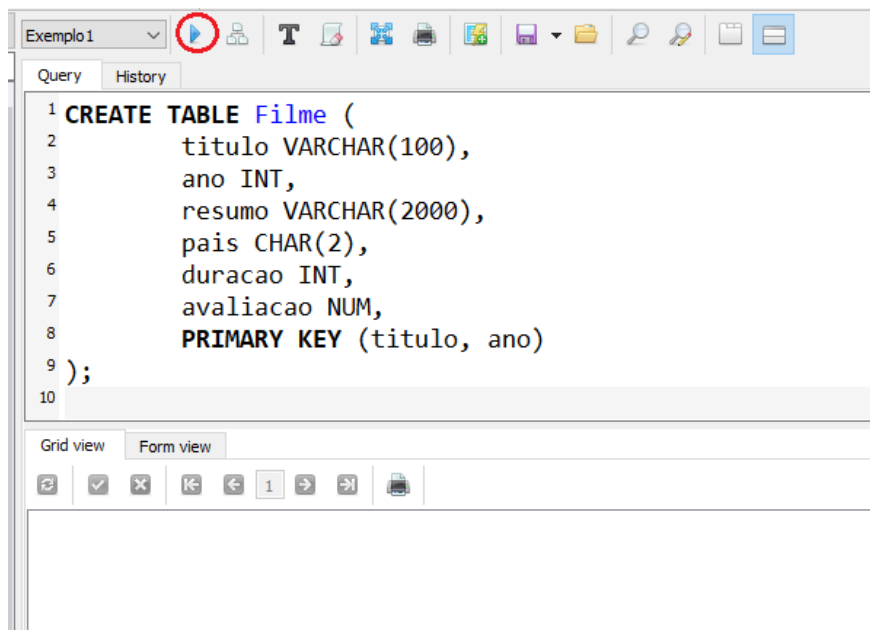 Exemplo1
Query History
1 CREATE TABLE Filme (
2 titulo VARCHAR(100),
3 ano INT,
4 resumo VARCHAR(2000),
5 pais CHAR(2),
6 duracao INT,
7 avaliacao NUM,
8 PRIMARY KEY (titulo, ano)
9 );
10
Grid view Form view
1